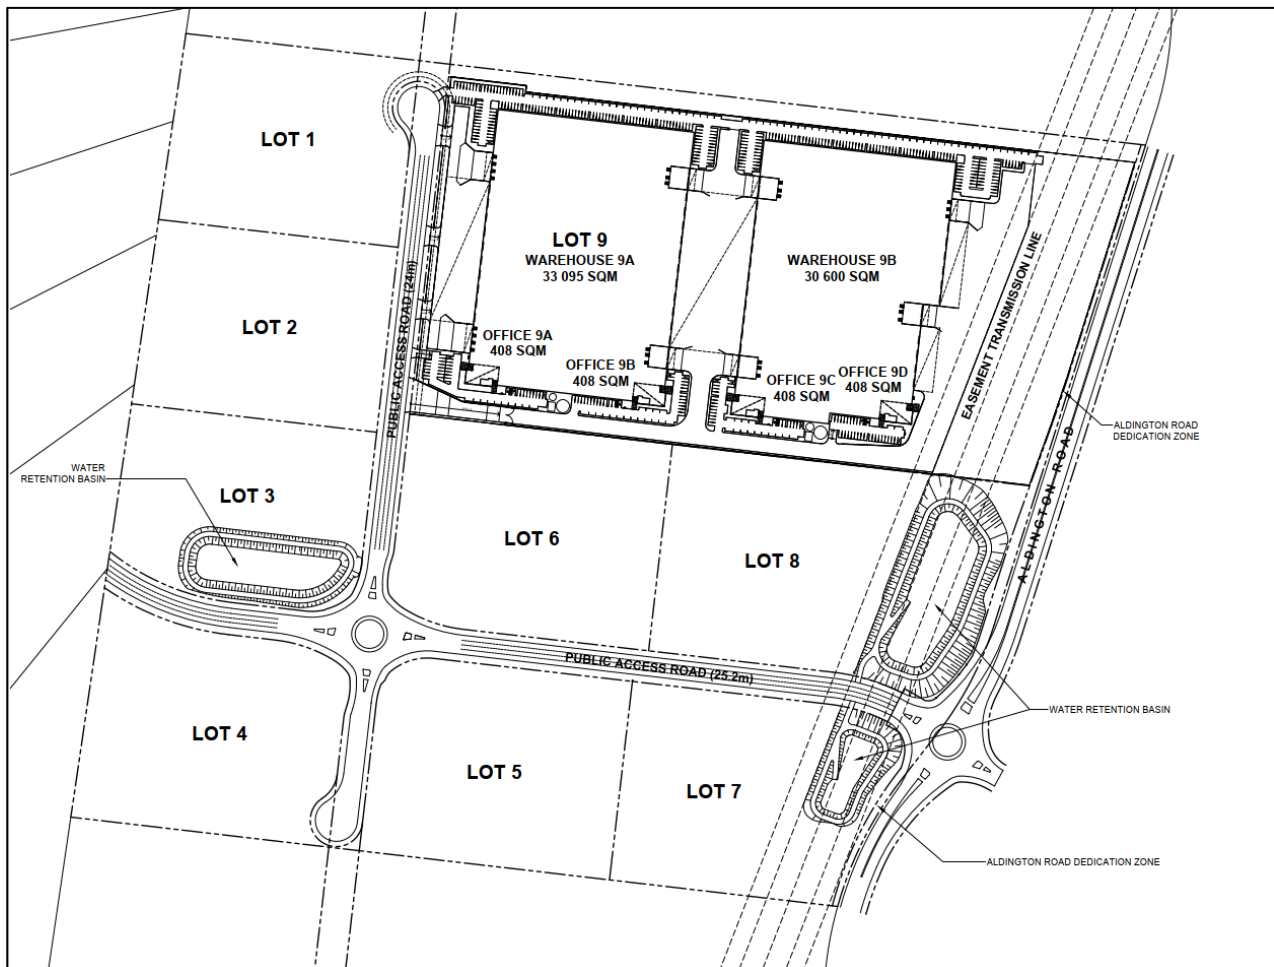 LOT 1
LOT 9
WAREHOUSE 9A
33 095 SQM
WAREHOUSE 9B
30 600 SQM
LOT 2
PUBLIC ACCESS ROAD (24m)
OFFICE 9A
408 SQM
OFFICE 9B
408 SQM
OFFICE 9C
408 SQM
OFFICE 9D
408 SQM
EASEMENT TRANSMISSION LINE
ALDINGTON ROAD
DEDICATION ZONE
ALDINGTON ROAD
WATER
RETENTION BASIN
LOT 3
LOT 6
LOT 8
PUBLIC ACCESS ROAD (25.2m)
LOT 4
LOT 5
LOT 7
WATER RETENTION BASIN
ALDINGTON ROAD DEDICATION ZONE